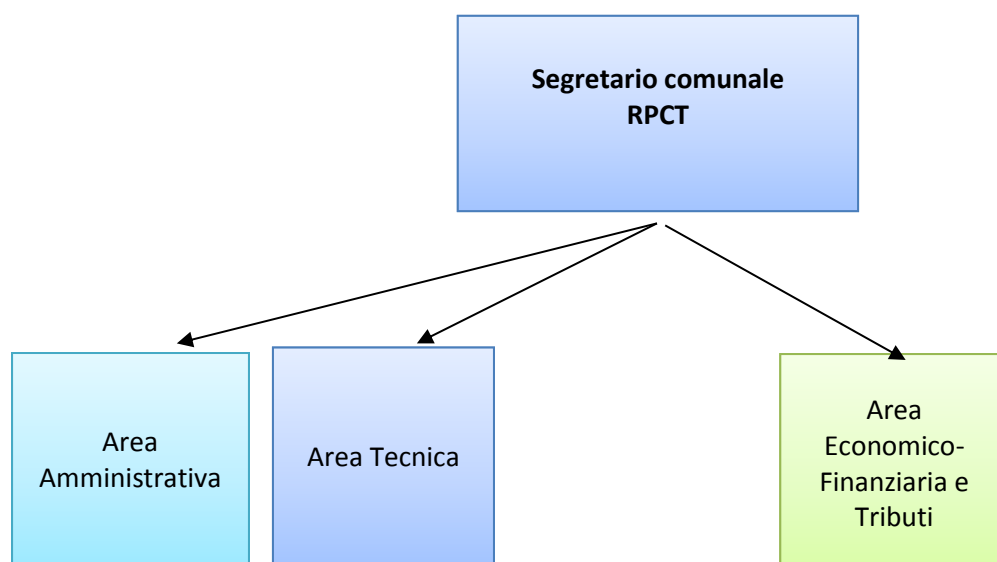 Segretario comunale
RPCT
Area
Amministrativa
Area Tecnica
Area
Economico-
Finanziaria e
Tributi